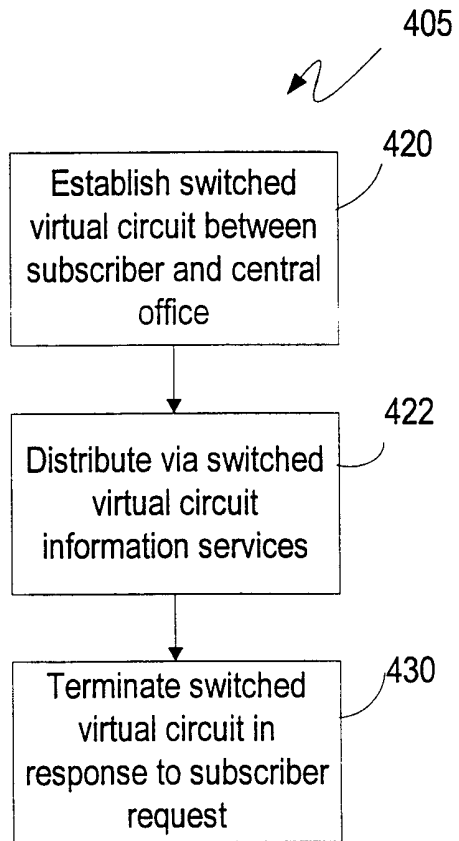 405
420
Establish switched
virtual circuit between
subscriber and central
office
422
Distribute via switched
virtual circuit
information services
430
Terminate switched
virtual circuit in
response to subscriber
request